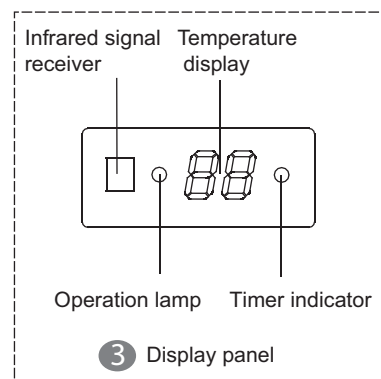 Infrared signal receiver
Temperature display
88
Operation lamp
Timer indicator
3 Display panel